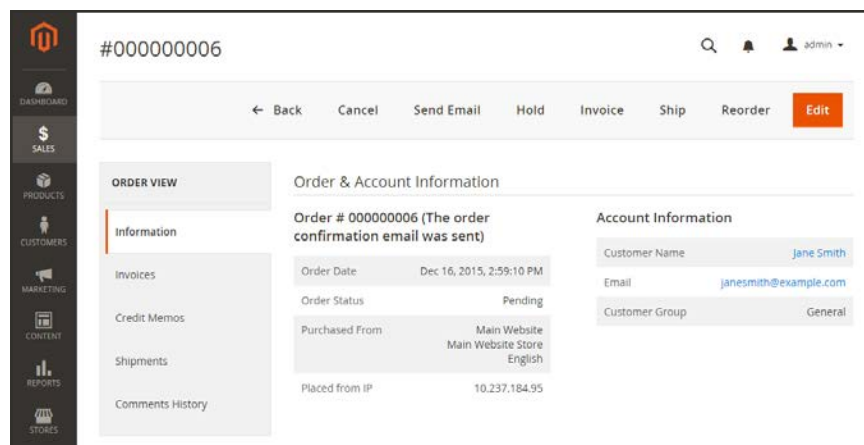 #000000006
admin
DASHBOARD
$
SALES
PRODUCTS
CUSTOMERS
MARKETING
CONTENT
REPORTS
STORES
← Back Cancel Send Email Hold Invoice Ship Reorder Edit
ORDER VIEW
Information
Invoices
Credit Memos
Shipments
Comments History
Order & Account Information
Order # 000000006 (The order
confirmation email was sent)
Order Date Dec 16, 2015, 2:59:10 PM
Order Status Pending
Purchased From Main Website
Main Website Store
English
Placed from IP 10.237.184.95
Account Information
Customer Name Jane Smith
Email janesmith@example.com
Customer Group General